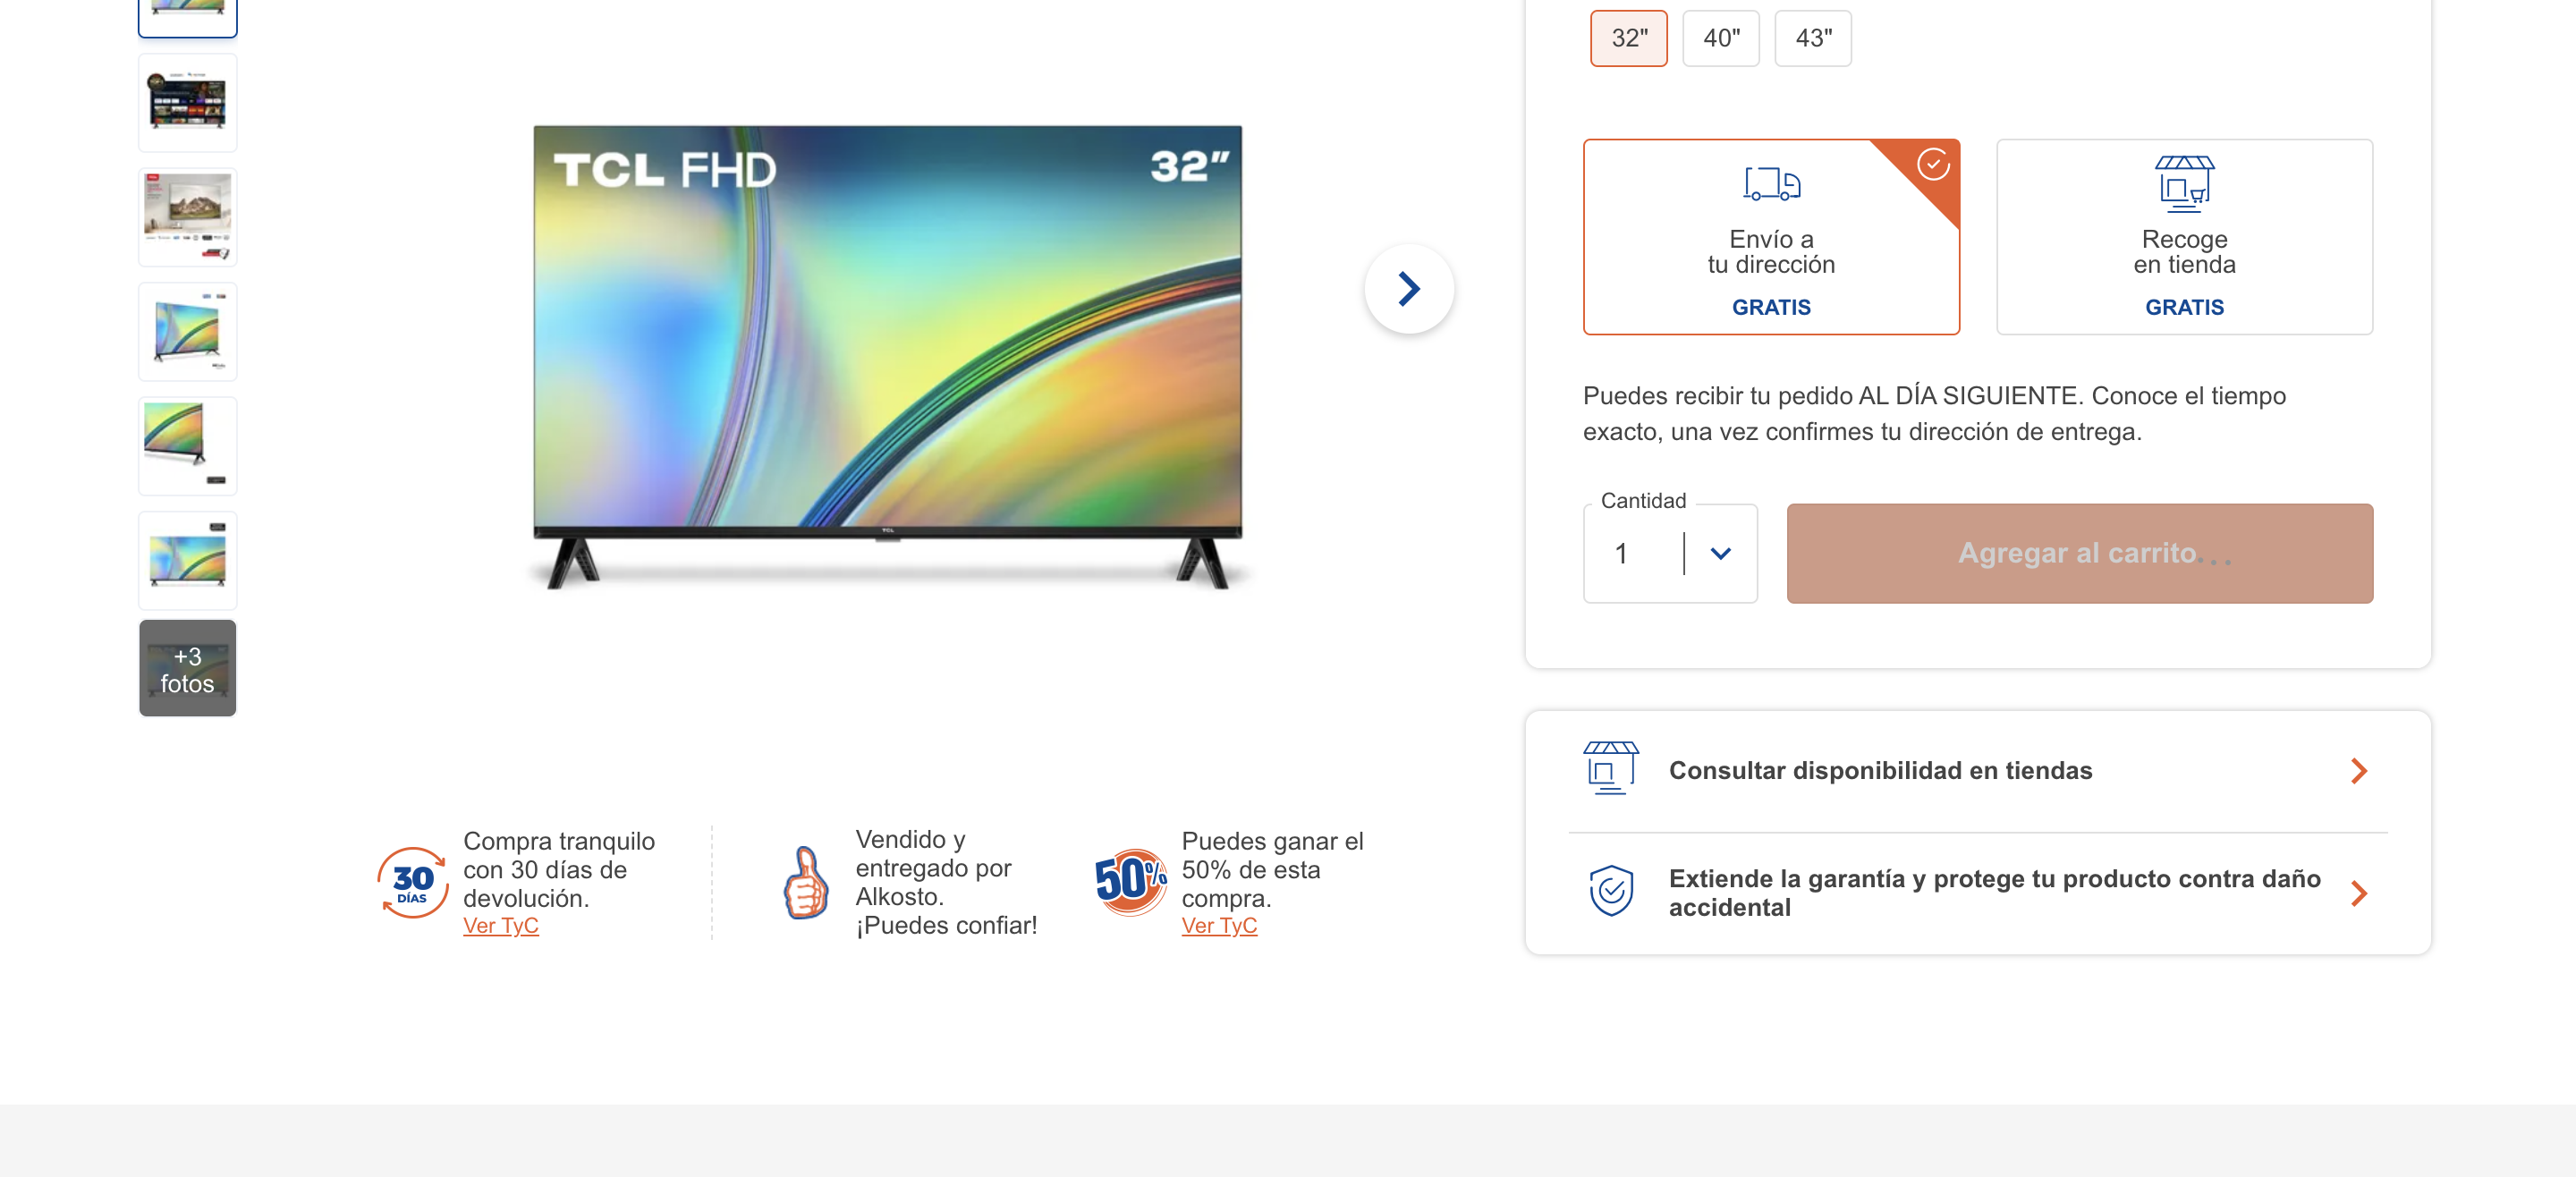 32"
40"
43"
TCL FHD
32"
TCL
+3
fotos
Envío a
tu dirección
GRATIS
Recoge
en tienda
GRATIS
Puedes recibir tu pedido AL DÍA SIGUIENTE. Conoce el tiempo
exacto, una vez confirmes tu dirección de entrega.
Cantidad
1
Agregar al carrito...
Consultar disponibilidad en tiendas
Extiende la garantía y protege tu producto contra daño
accidental
30
DÍAS
Compra tranquilo
con 30 días de
devolución.
Ver TyC
Vendido y
entregado por
Alkosto.
¡Puedes confiar!
50%
Puedes ganar el
50% de esta
compra.
Ver TyC